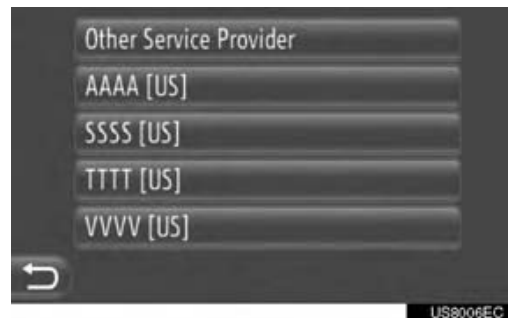 Other Service Provider
AAAA [US]
SSSS [US]
TTTT [US]
VVVV [US]
US8006EC